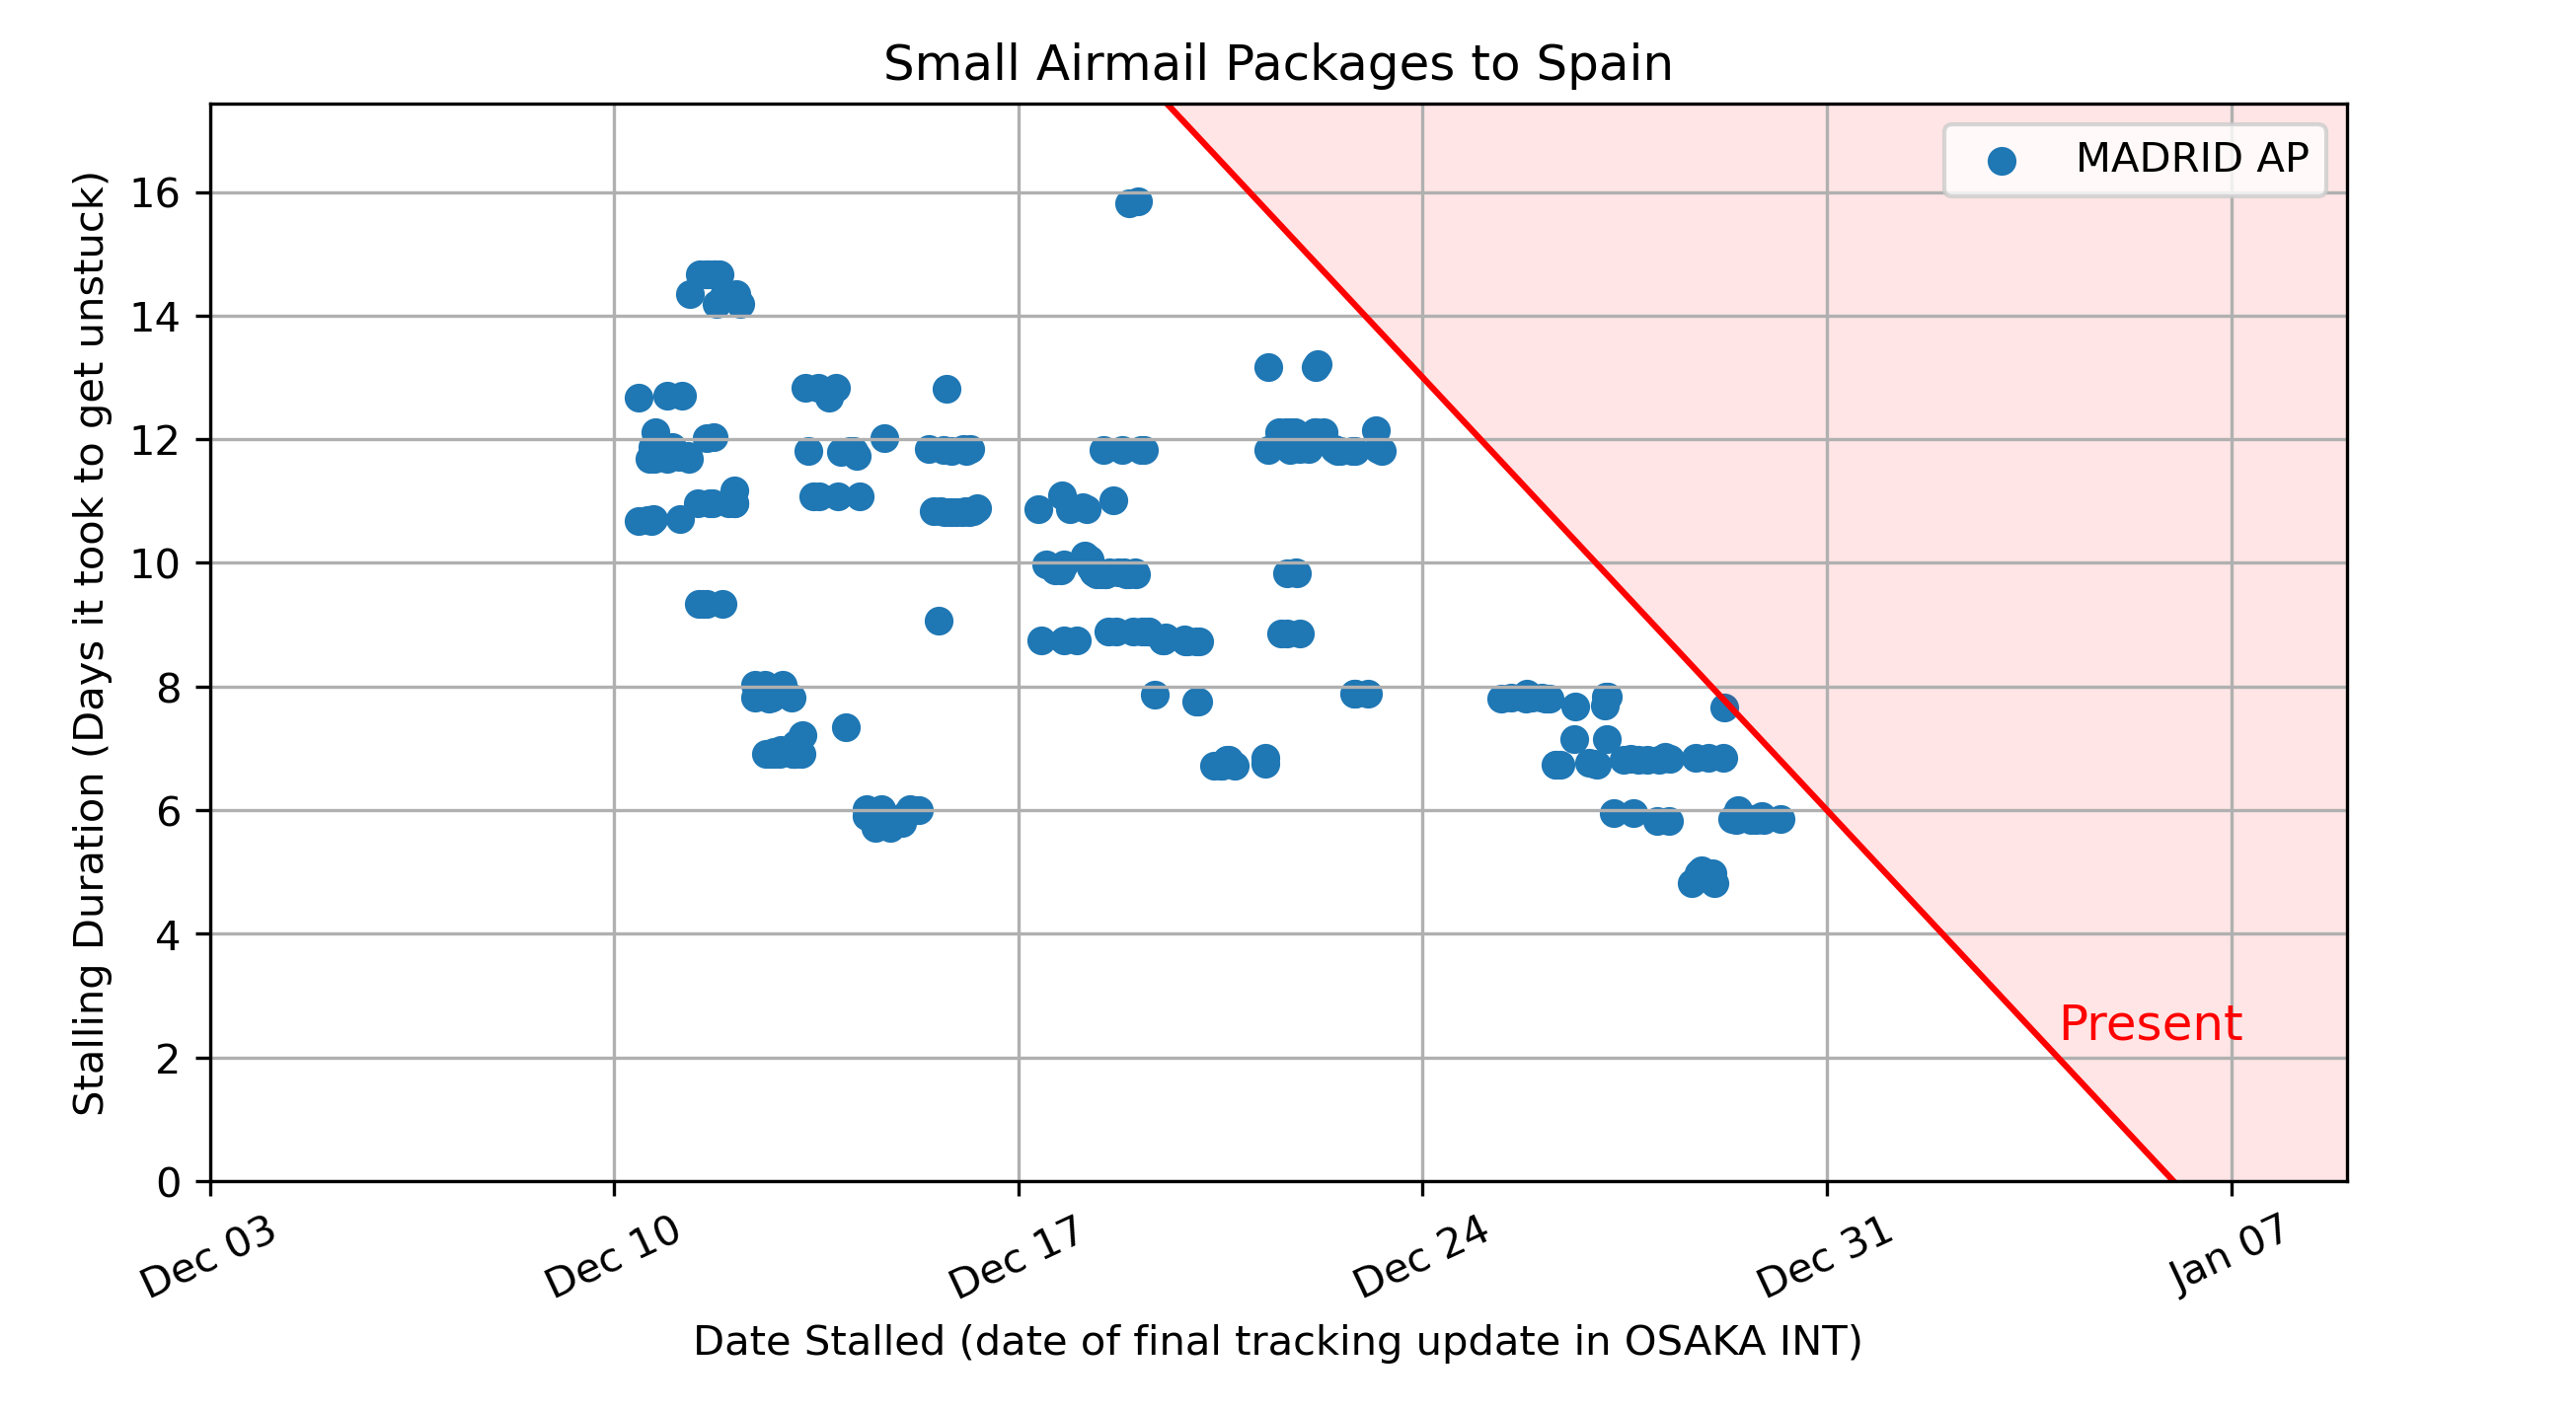 Small Airmail Packages to Spain
MADRID AP
Stalling Duration (Days it took to get unstuck)
16
14
12
10
8
6
4
2
0
Present
Dec 03
Dec 10
Dec 17
Dec 24
Dec 31
Jan 07
Date Stalled (date of final tracking update in OSAKA INT)